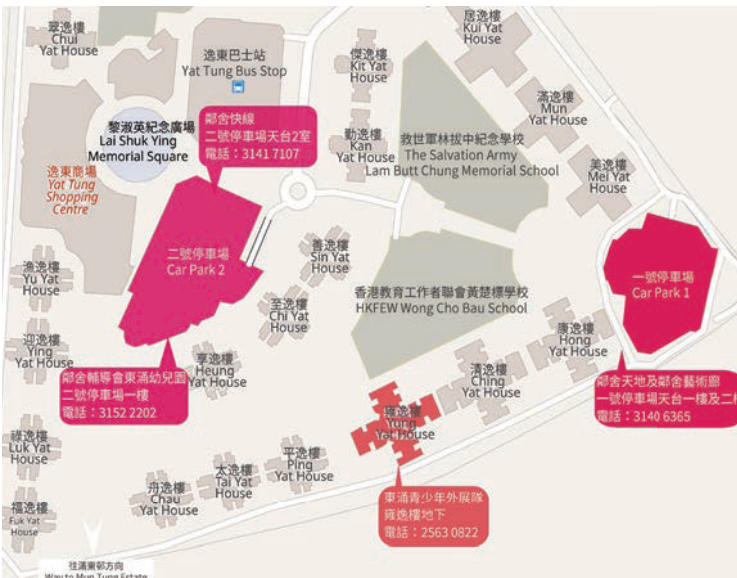 翠逸樓
Chui
Yat House
逸東巴士站
Yat Tung Bus Stop
傑逸樓
Kit Yat
House
居逸樓
Kui Yat
House
滿逸樓
Mun
Yat House
美逸樓
Mei Yat
House
黎淑英紀念廣場
Lai Shuk Ying
Memorial Square
鄰舍快線
二號停車場天台2室
電話：3141 7107
勤逸樓
Kan
Yat House
救世軍林拔中紀念學校
The Salvation Army
Lam Butt Chung Memorial School
逸東商場
Yat Tung
Shopping
Centre
二號停車場
Car Park 2
善逸樓
Sin Yat
House
至逸樓
Chi Yat
House
香港教育工作者聯會黃楚標學校
HKFEW Wong Cho Bau School
一號停車場
Car Park 1
漁逸樓
Yu Yat
House
迎逸樓
Ying
Yat House
享逸樓
Heung
Yat House
康逸樓
Hong
Yat House
清逸樓
Ching
Yat House
鄰舍輔導會東涌幼兒園
二號停車場一樓
電話：3152 2202
鄰舍天地及鄰舍藝術廊
一號停車場天台一樓及二樓
電話：3140 6365
雍逸樓
Yung
Yat House
祿逸樓
Luk Yat
House
福逸樓
Fuk Yat
House
舟逸樓
Chau
Yat House
太逸樓
Tai Yat
House
平逸樓
Ping
Yat House
東涌青少年外展隊
雍逸樓地下
電話：2563 0822
往滿東邨方向
Way to Mun Tung Estate